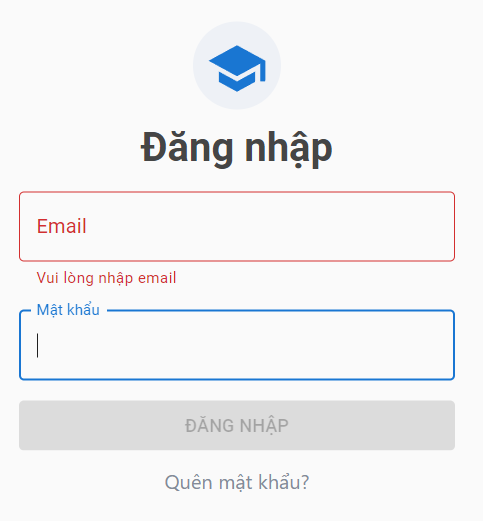 Đăng nhập
Email
Vui lòng nhập email
Mật khẩu
ĐĂNG NHẬP
Quên mật khẩu?